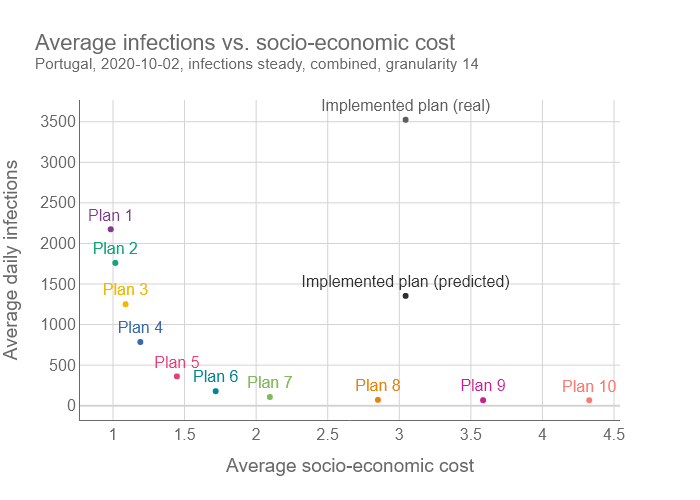 Average infections vs. socio-economic cost
Portugal, 2020-10-02, infections steady, combined, granularity 14
Average daily infections
3500
3000
2500
2000
1500
1000
500
0
Implemented plan (real)
Plan 1
Plan 2
Plan 3
Implemented plan (predicted)
Plan 4
Plan 5
Plan 6
Plan 7
Plan 8
Plan 9
Plan 10
1
1.5
2
2.5
3
3.5
4
4.5
Average socio-economic cost